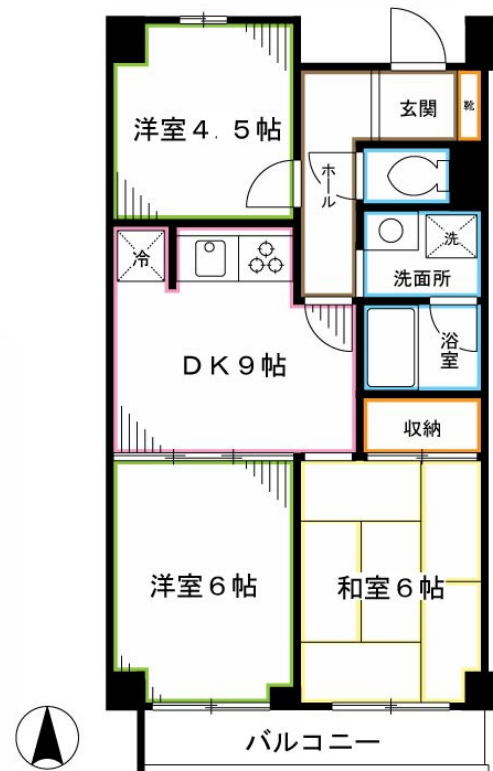 洋室4.5帖
玄関
靴
ホール
冷
洗
洗面所
DK9帖
浴室
収納
洋室6帖
和室6帖
バルコニー